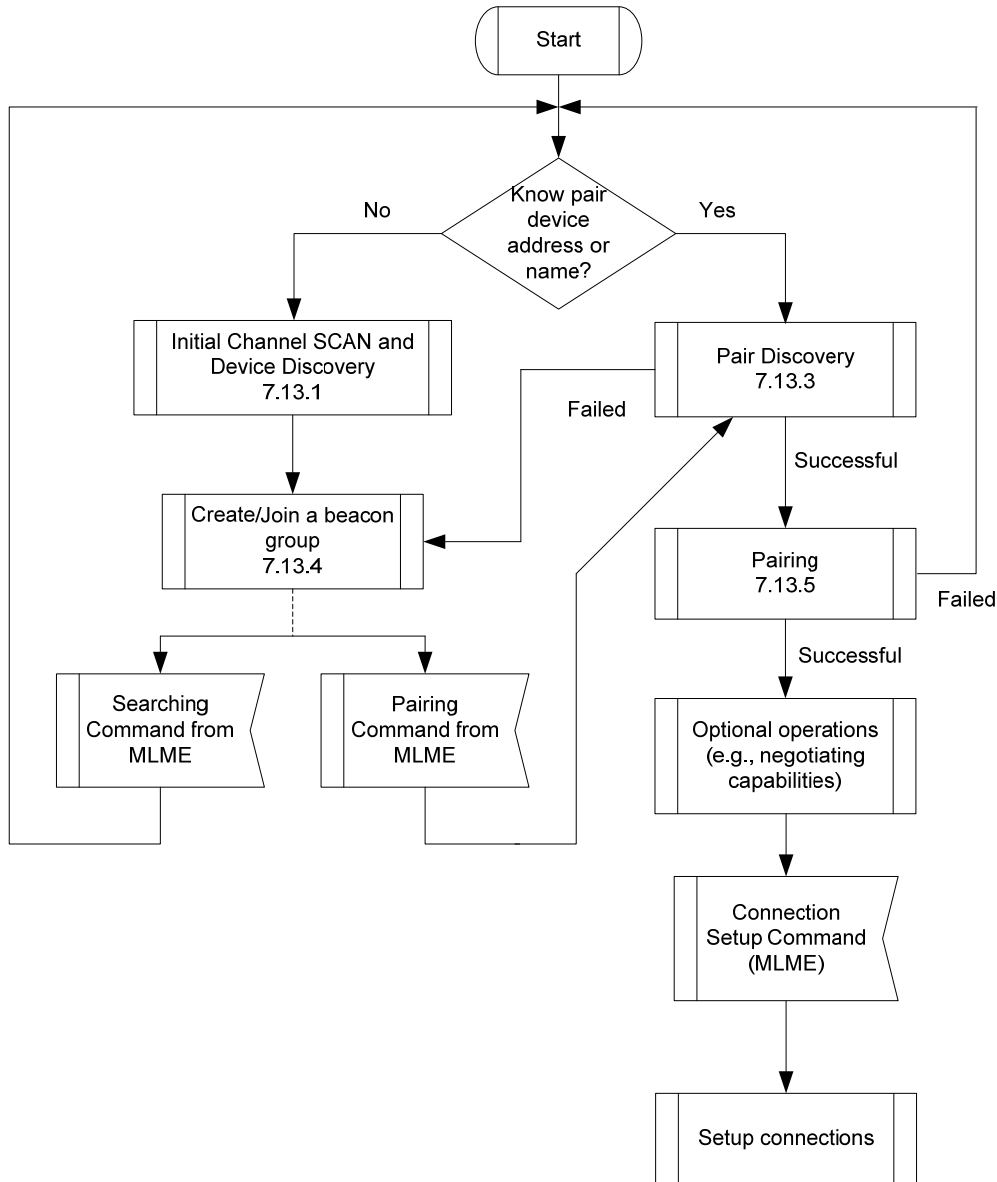 Start
Know pair
device
address or
name?
No
Yes
Initial Channel SCAN and
Device Discovery
7.13.1
Pair Discovery
7.13.3
Failed
Successful
Create/Join a beacon
group
7.13.4
Pairing
7.13.5
Failed
Successful
Searching
Command from
MLME
Pairing
Command from
MLME
Optional operations
(e.g., negotiating
capabilities)
Connection
Setup Command
(MLME)
Setup connections